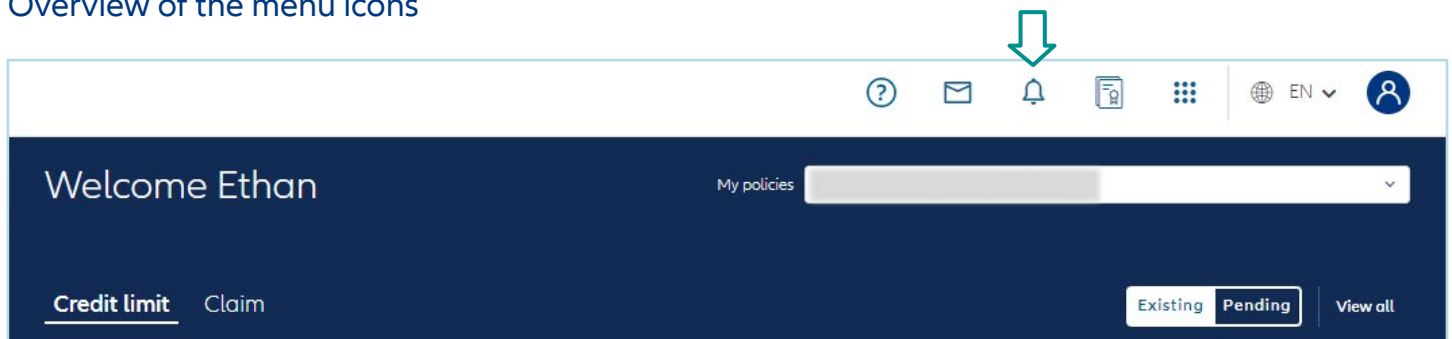 Overview of the menu icons
? EN
Welcome Ethan My policies
Credit limit Claim Existing Pending View all